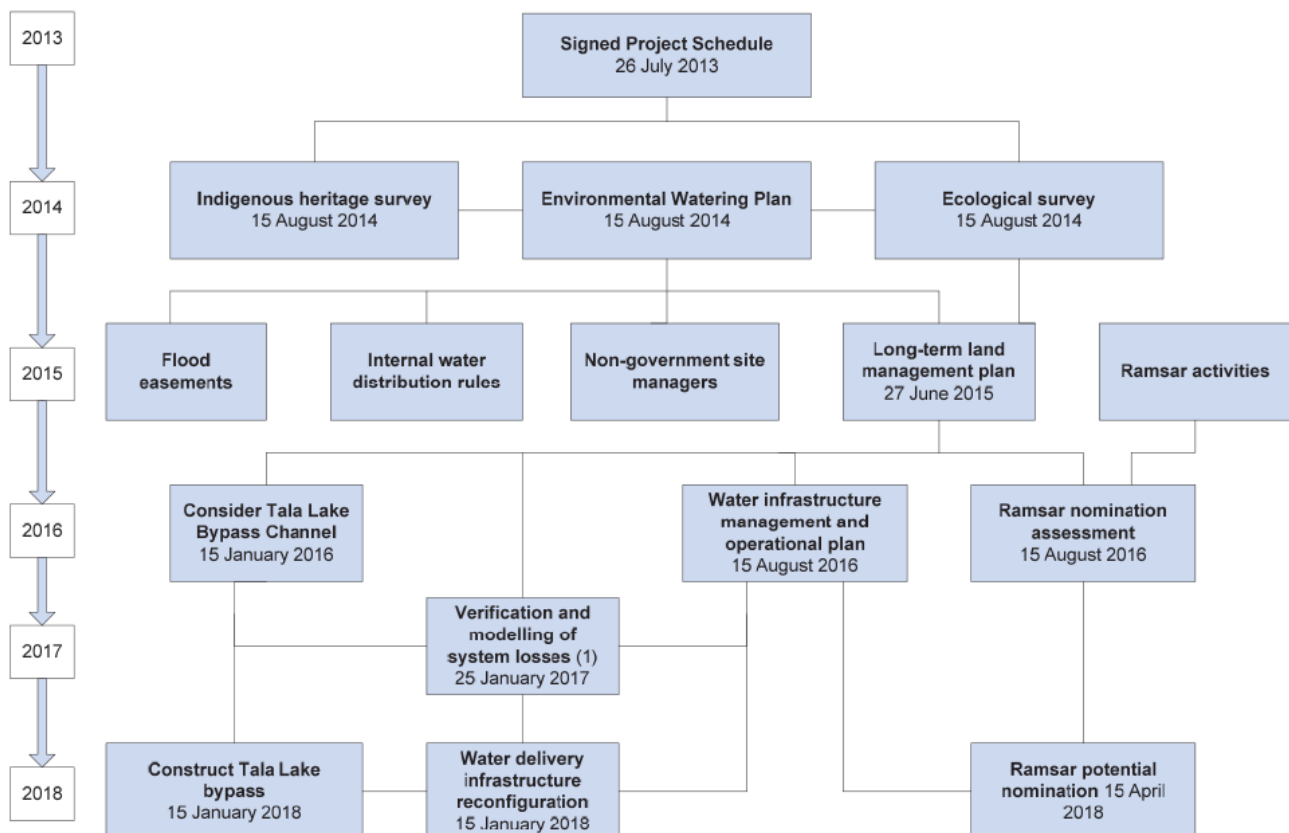 2013
Signed Project Schedule
26 July 2013
2014
Indigenous heritage survey
15 August 2014
Environmental Watering Plan
15 August 2014
Ecological survey
15 August 2014
2015
Flood
easements
Internal water
distribution rules
Non-government site
managers
Long-term land
management plan
27 June 2015
Ramsar activities
2016
Consider Tala Lake
Bypass Channel
15 January 2016
Water infrastructure
management and
operational plan
15 August 2016
Ramsar nomination
assessment
15 August 2016
2017
Verification and
modelling of
system losses (1)
25 January 2017
2018
Construct Tala Lake
bypass
15 January 2018
Water delivery
infrastructure
reconfiguration
15 January 2018
Ramsar potential
nomination 15 April
2018